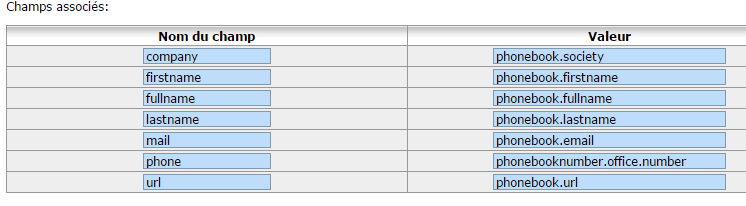 Champs associés:
Nom du champ Valeur
company phonebook.society
firstname phonebook.firstname
fullname phonebook.fullname
lastname phonebook.lastname
mail phonebook.email
phone phonebooknumber.office.number
url phonebook.url